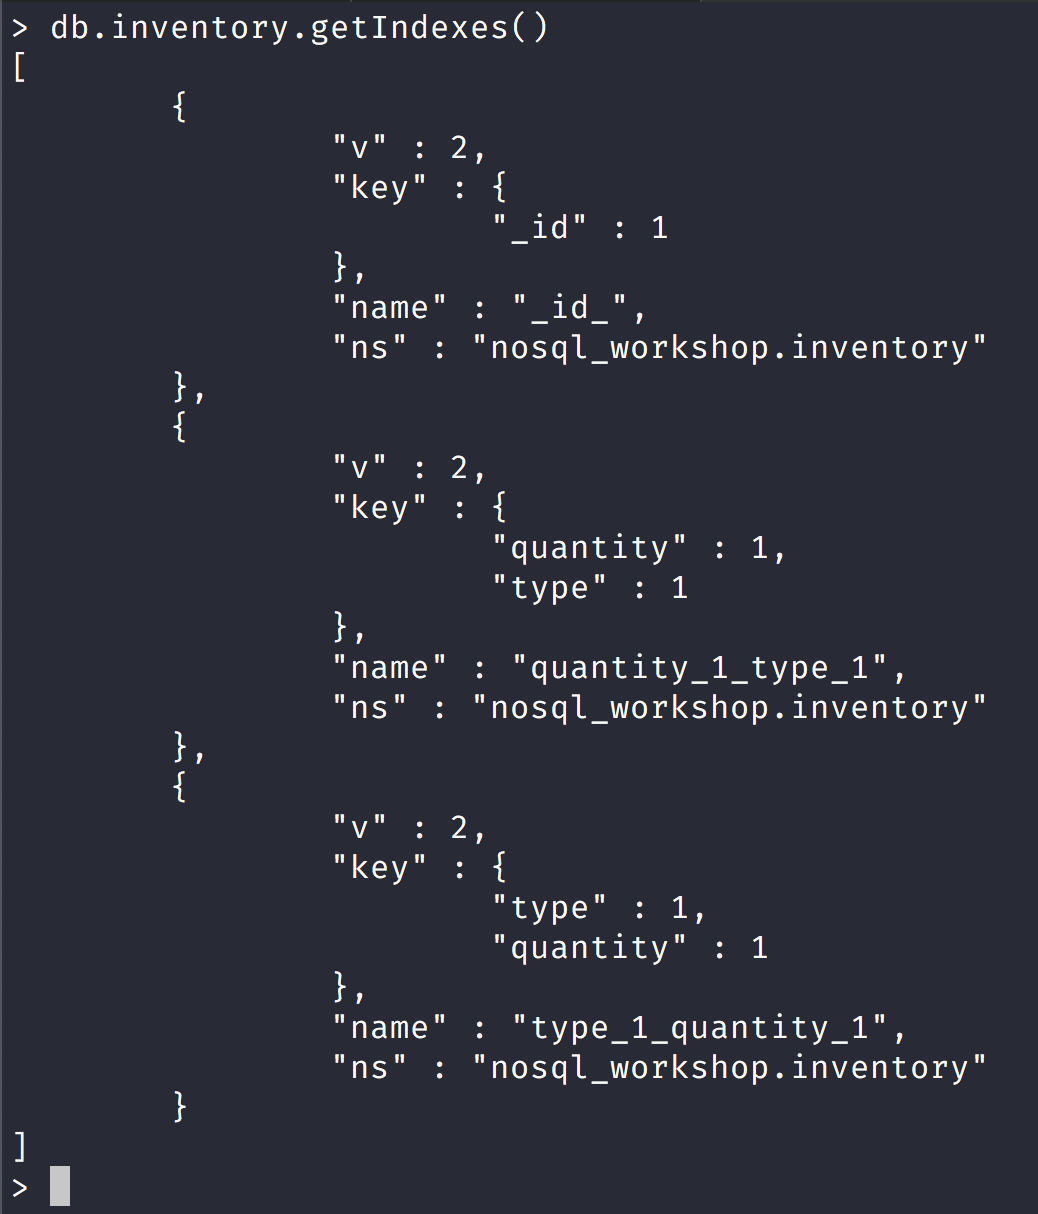 > db.inventory.getIndexes()
[
        {
                "v" : 2,
                "key" : {
                        "_id" : 1
                },
                "name" : "_id_",
                "ns" : "nosql_workshop.inventory"
        },
        {
                "v" : 2,
                "key" : {
                        "quantity" : 1,
                        "type" : 1
                },
                "name" : "quantity_1_type_1",
                "ns" : "nosql_workshop.inventory"
        },
        {
                "v" : 2,
                "key" : {
                        "type" : 1,
                        "quantity" : 1
                },
                "name" : "type_1_quantity_1",
                "ns" : "nosql_workshop.inventory"
        }
]
>